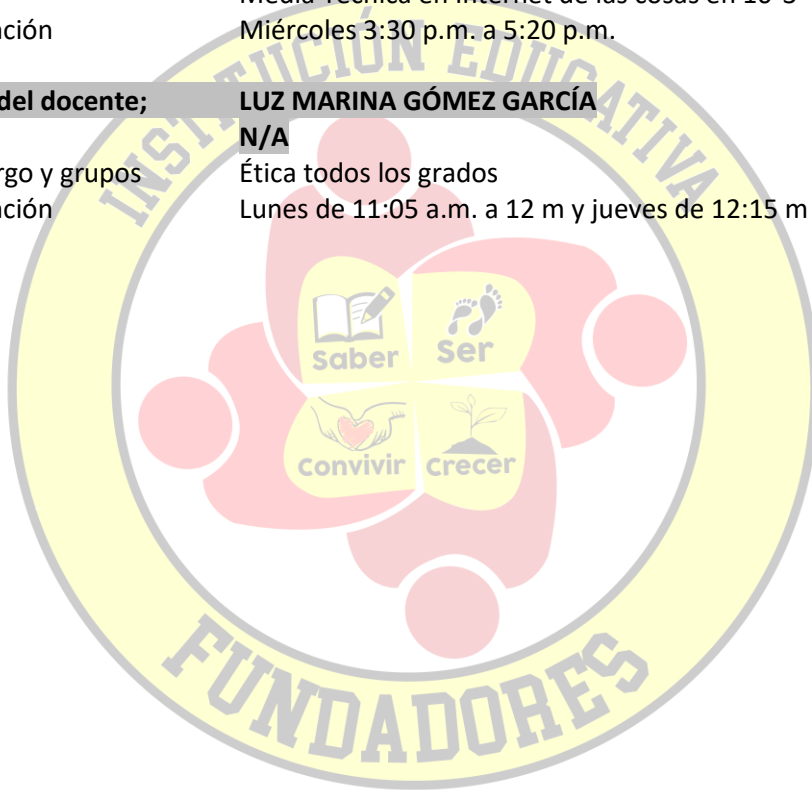 Media Técnica en Internet de las cosas en 10-3
ción Miércoles 3:30 p.m. a 5:20 p.m.
del docente; LUZ MARINA GÓMEZ GARCÍA
N/A
rgo y grupos Ética todos los grados
ción Lunes de 11:05 a.m. a 12 m y jueves de 12:15 m
INSTITUCIÓN EDUCATIVA
Saber Ser
Convivir crecer
FUNDADORES